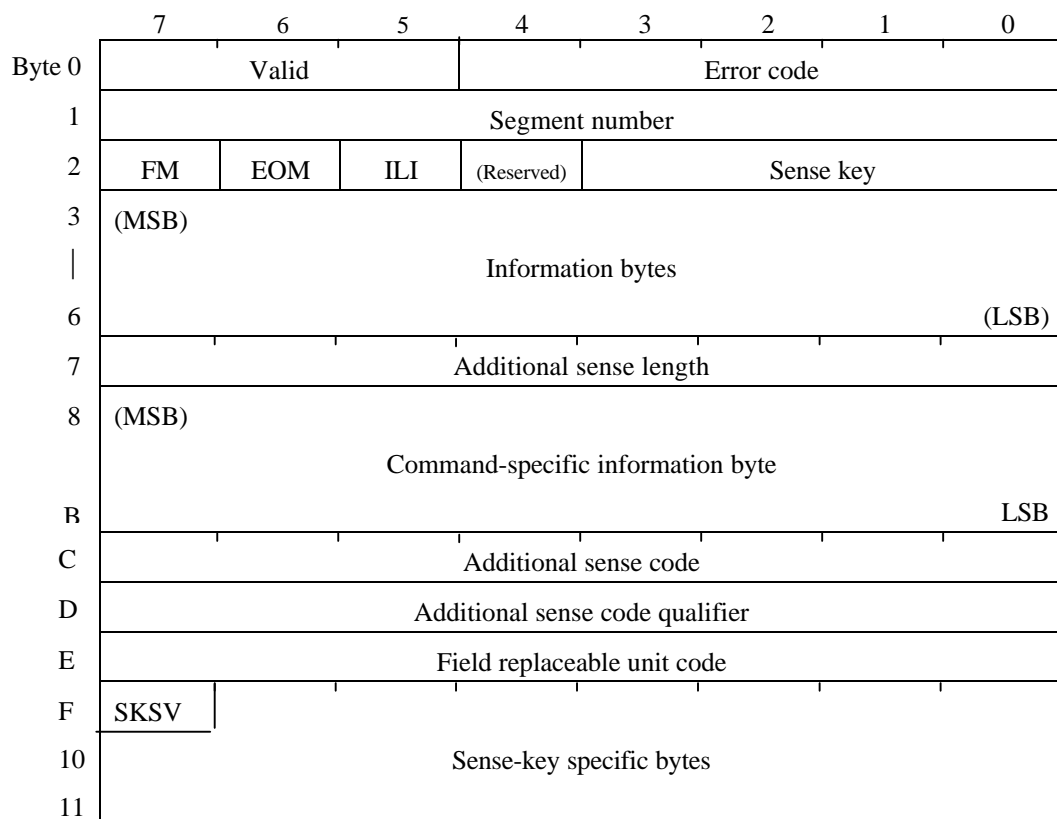 7 6 5 4 3 2 1 0
Byte 0 Valid Error code
1 Segment number
2 FM EOM ILI (Reserved) Sense key
3 (MSB)
| Information bytes
6 (LSB)
7 Additional sense length
8 (MSB)
Command-specific information byte
B LSB
C Additional sense code
D Additional sense code qualifier
E Field replaceable unit code
F SKSV
10 Sense-key specific bytes
11